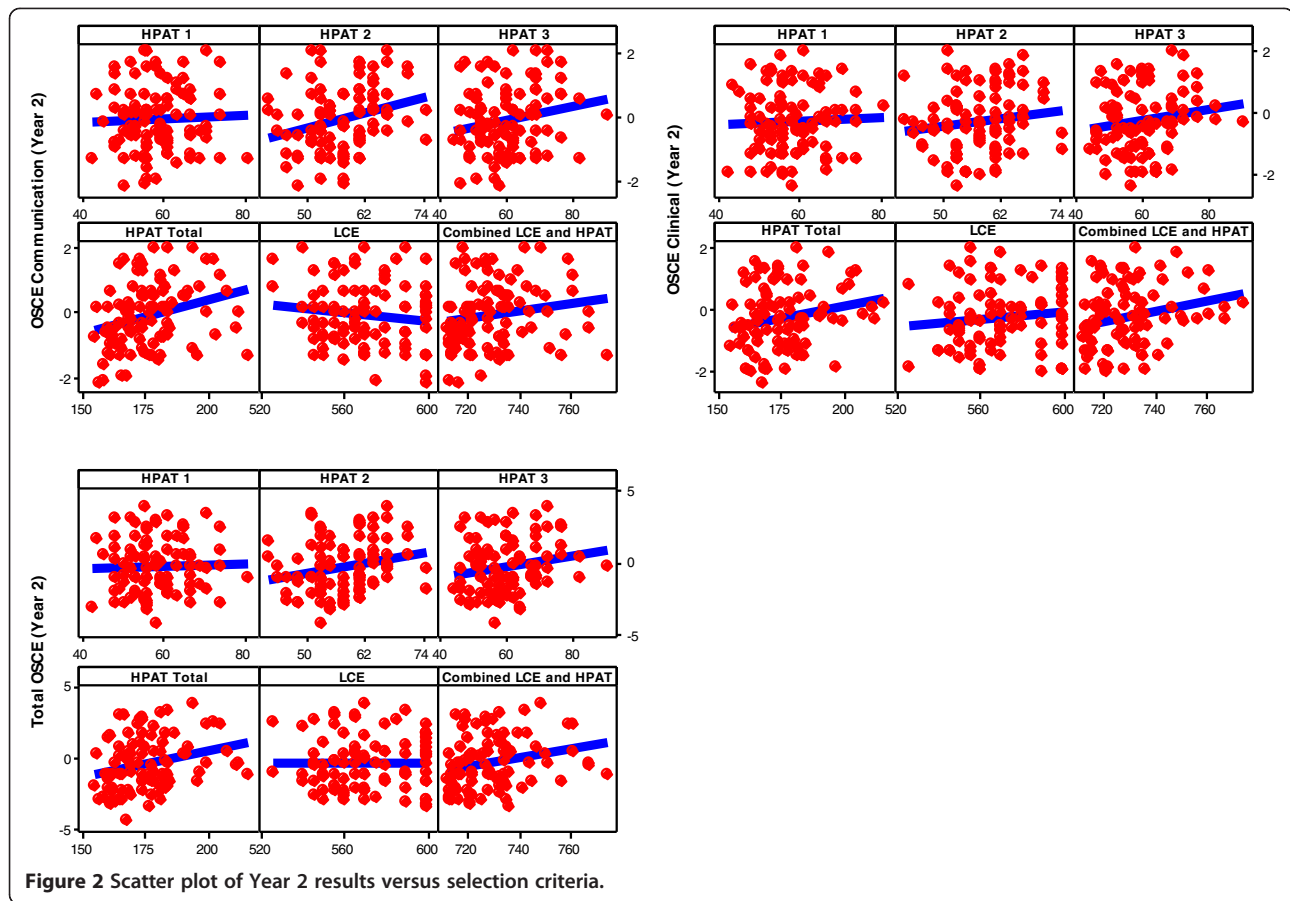 HPAT 1 HPAT 2 HPAT 3
2
0
-2
40 60 80 50 62 74 40 60 80
HPAT Total LCE Combined LCE and HPAT
2
0
-2
150 175 200 520 560 600 720 740 760
OSCE Communication (Year 2)
HPAT 1 HPAT 2 HPAT 3
2
0
-2
40 60 80 50 62 74 40 60 80
HPAT Total LCE Combined LCE and HPAT
2
0
-2
150 175 200 520 560 600 720 740 760
OSCE Clinical (Year 2)
HPAT 1 HPAT 2 HPAT 3
5
0
-5
40 60 80 50 62 74 40 60 80
HPAT Total LCE Combined LCE and HPAT
5
0
-5
150 175 200 520 560 600 720 740 760
Total OSCE (Year 2)
Figure 2 Scatter plot of Year 2 results versus selection criteria.